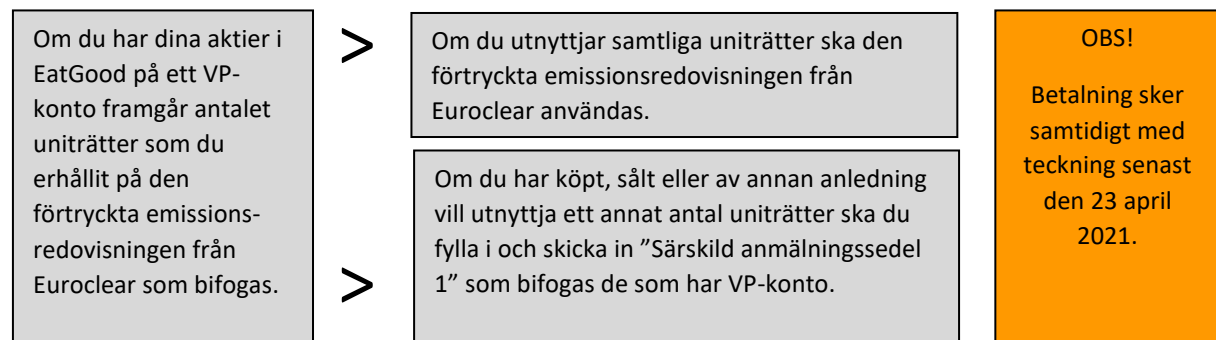 Om du har dina aktier i
EatGood på ett VP-
konto framgår antalet
uniträtter som du
erhållit på den
förtryckta emissions-
redovisningen från
Euroclear som bifogas.
>
Om du utnyttjar samtliga uniträtter ska den
förtryckta emissionsredovisningen från
Euroclear användas.
>
Om du har köpt, sålt eller av annan anledning
vill utnyttja ett annat antal uniträtter ska du
fylla i och skicka in ”Särskild anmälningssedel
1” som bifogas de som har VP-konto.
OBS!
Betalning sker
samtidigt med
teckning senast
den 23 april
2021.